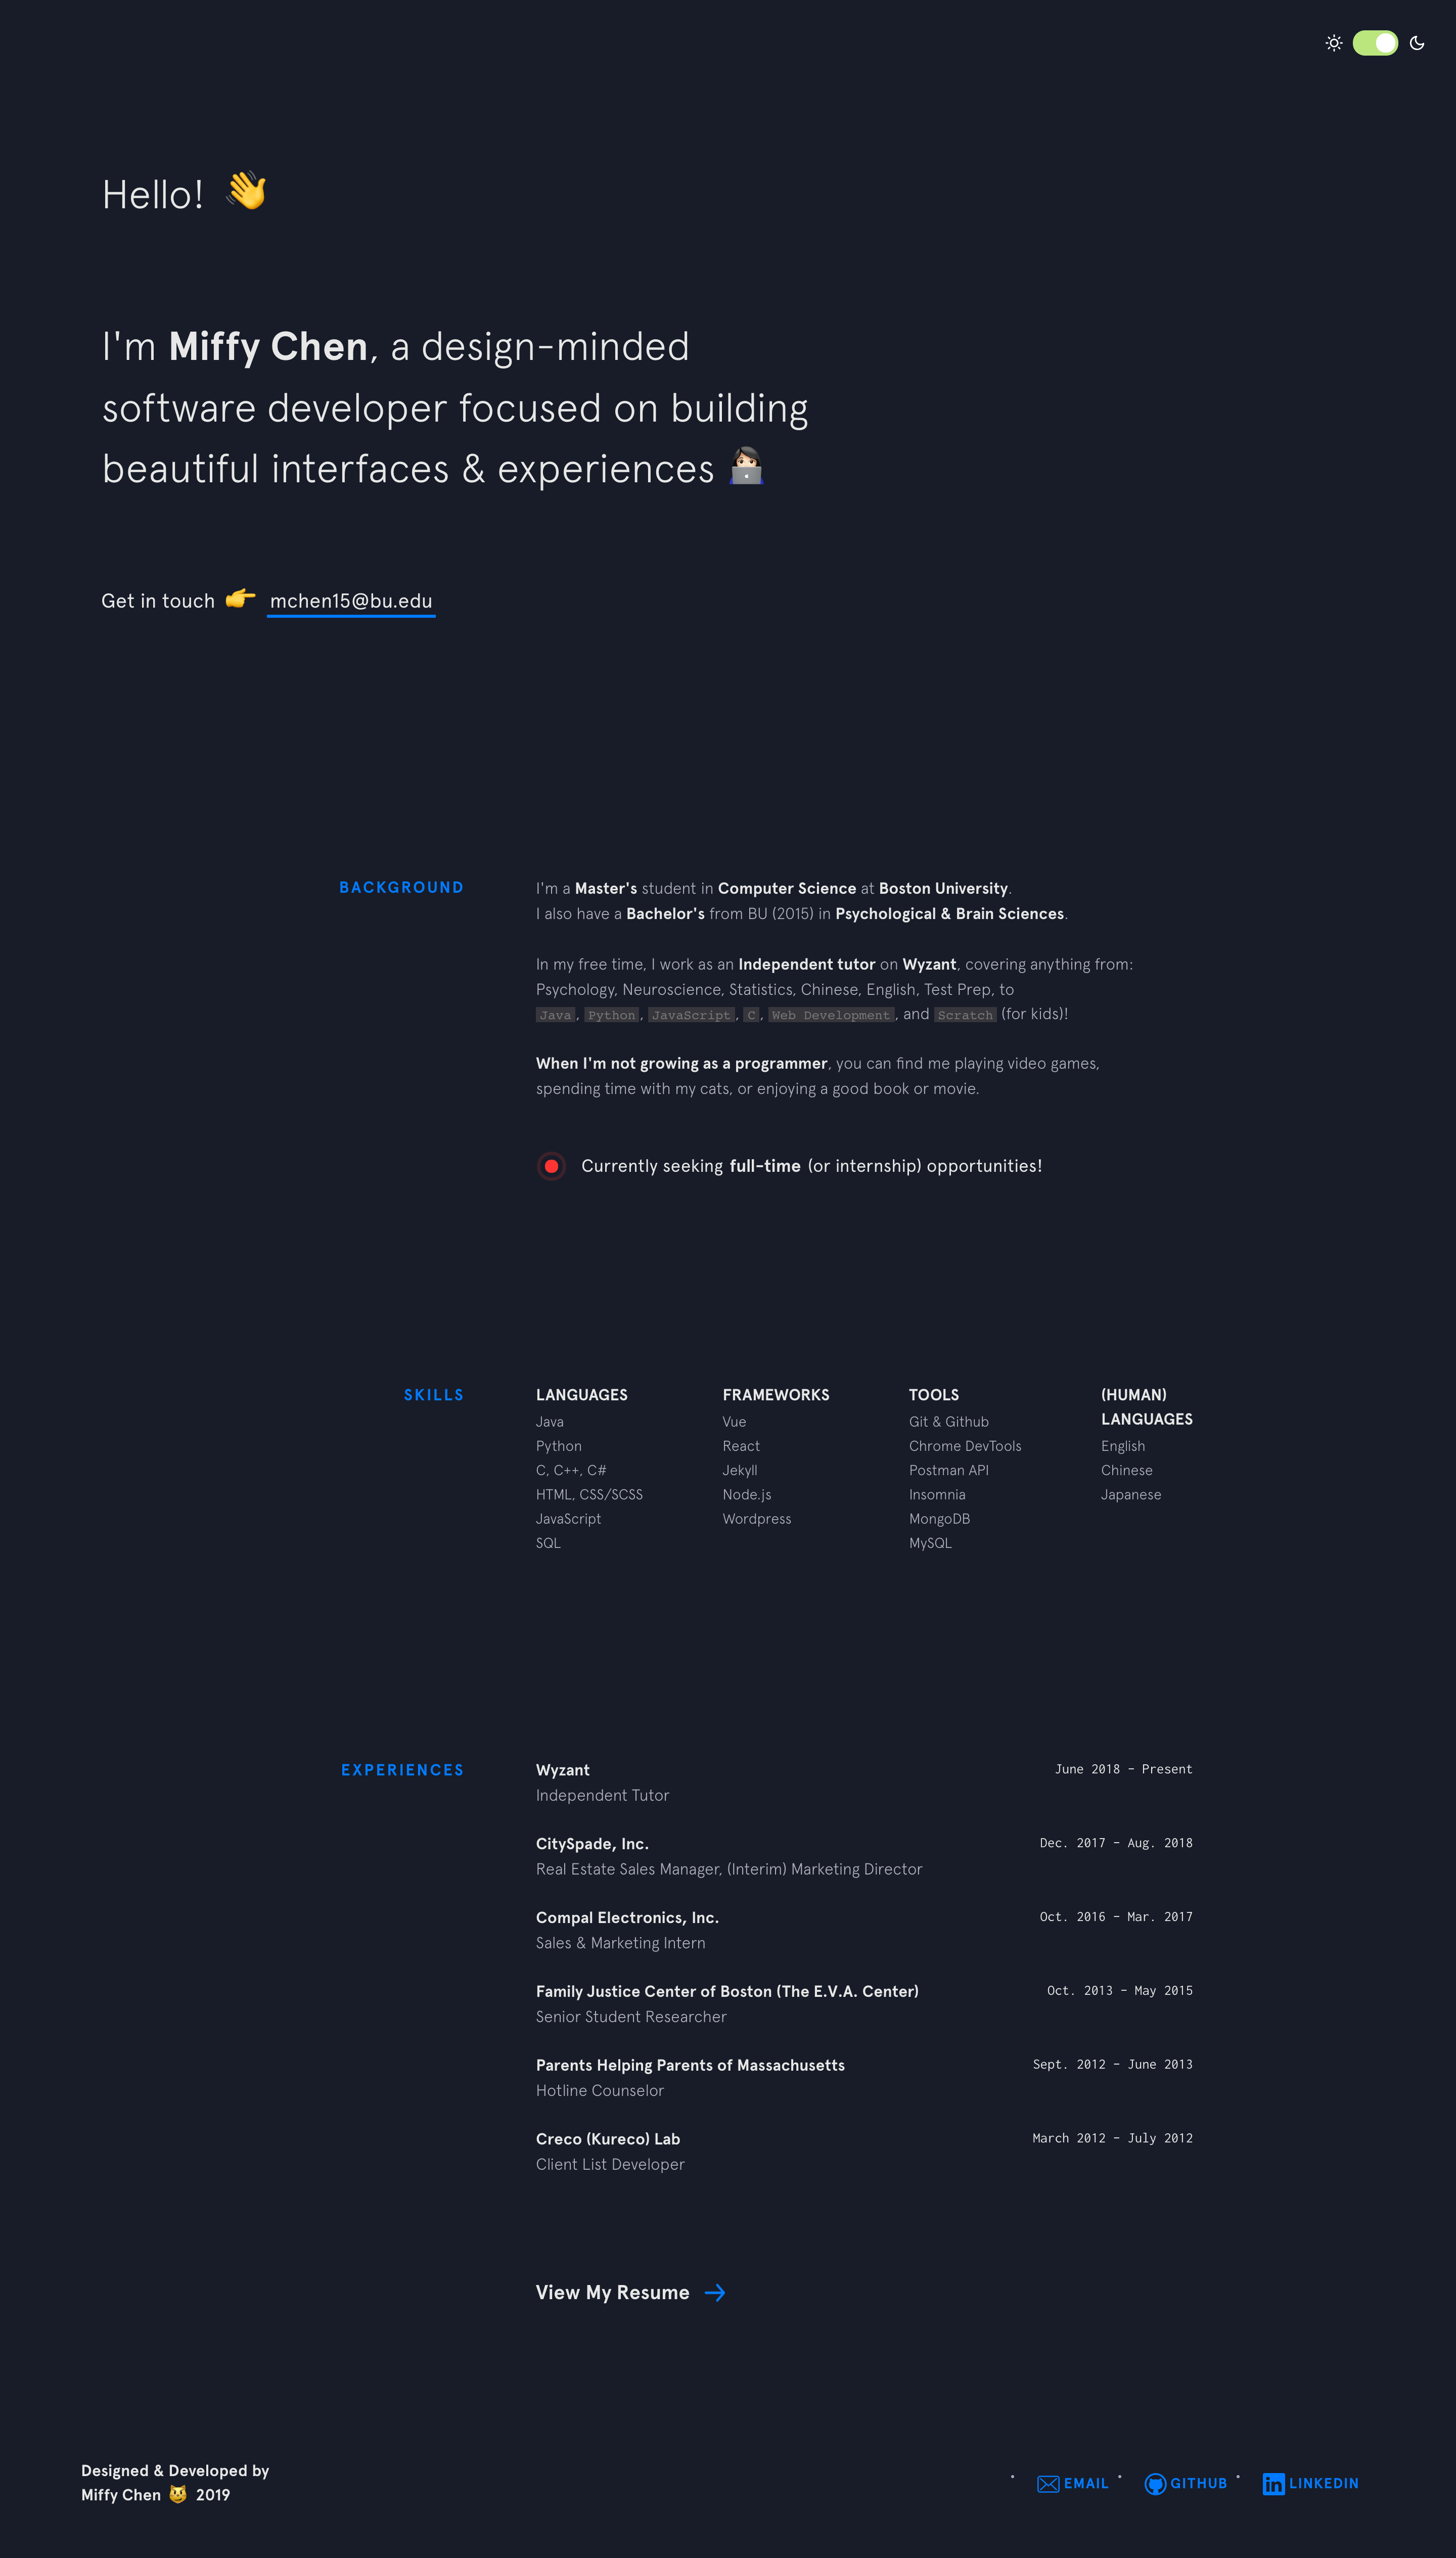 Hello! 👋
I'm Miffy Chen, a design-minded
software developer focused on building
beautiful interfaces & experiences 👩🏻‍💻
Get in touch 👉 mchen15@bu.edu
BACKGROUND
I'm a Master's student in Computer Science at Boston University.
I also have a Bachelor's from BU (2015) in Psychological & Brain Sciences.
In my free time, I work as an Independent tutor on Wyzant, covering anything from:
Psychology, Neuroscience, Statistics, Chinese, English, Test Prep, to
Java, Python, JavaScript, C, Web Development, and Scratch (for kids)!
When I'm not growing as a programmer, you can find me playing video games,
spending time with my cats, or enjoying a good book or movie.
Currently seeking full-time (or internship) opportunities!
SKILLS
LANGUAGES
Java
Python
C, C++, C#
HTML, CSS/SCSS
JavaScript
SQL
FRAMEWORKS
Vue
React
Jekyll
Node.js
Wordpress
TOOLS
Git & Github
Chrome DevTools
Postman API
Insomnia
MongoDB
MySQL
(HUMAN)
LANGUAGES
English
Chinese
Japanese
EXPERIENCES
Wyzant June 2018 – Present
Independent Tutor
CitySpade, Inc. Dec. 2017 – Aug. 2018
Real Estate Sales Manager, (Interim) Marketing Director
Compal Electronics, Inc. Oct. 2016 – Mar. 2017
Sales & Marketing Intern
Family Justice Center of Boston (The E.V.A. Center) Oct. 2013 – May 2015
Senior Student Researcher
Parents Helping Parents of Massachusetts Sept. 2012 – June 2013
Hotline Counselor
Creco (Kureco) Lab March 2012 – July 2012
Client List Developer
View My Resume →
Designed & Developed by
Miffy Chen 😼 2019
• EMAIL • GITHUB • LINKEDIN